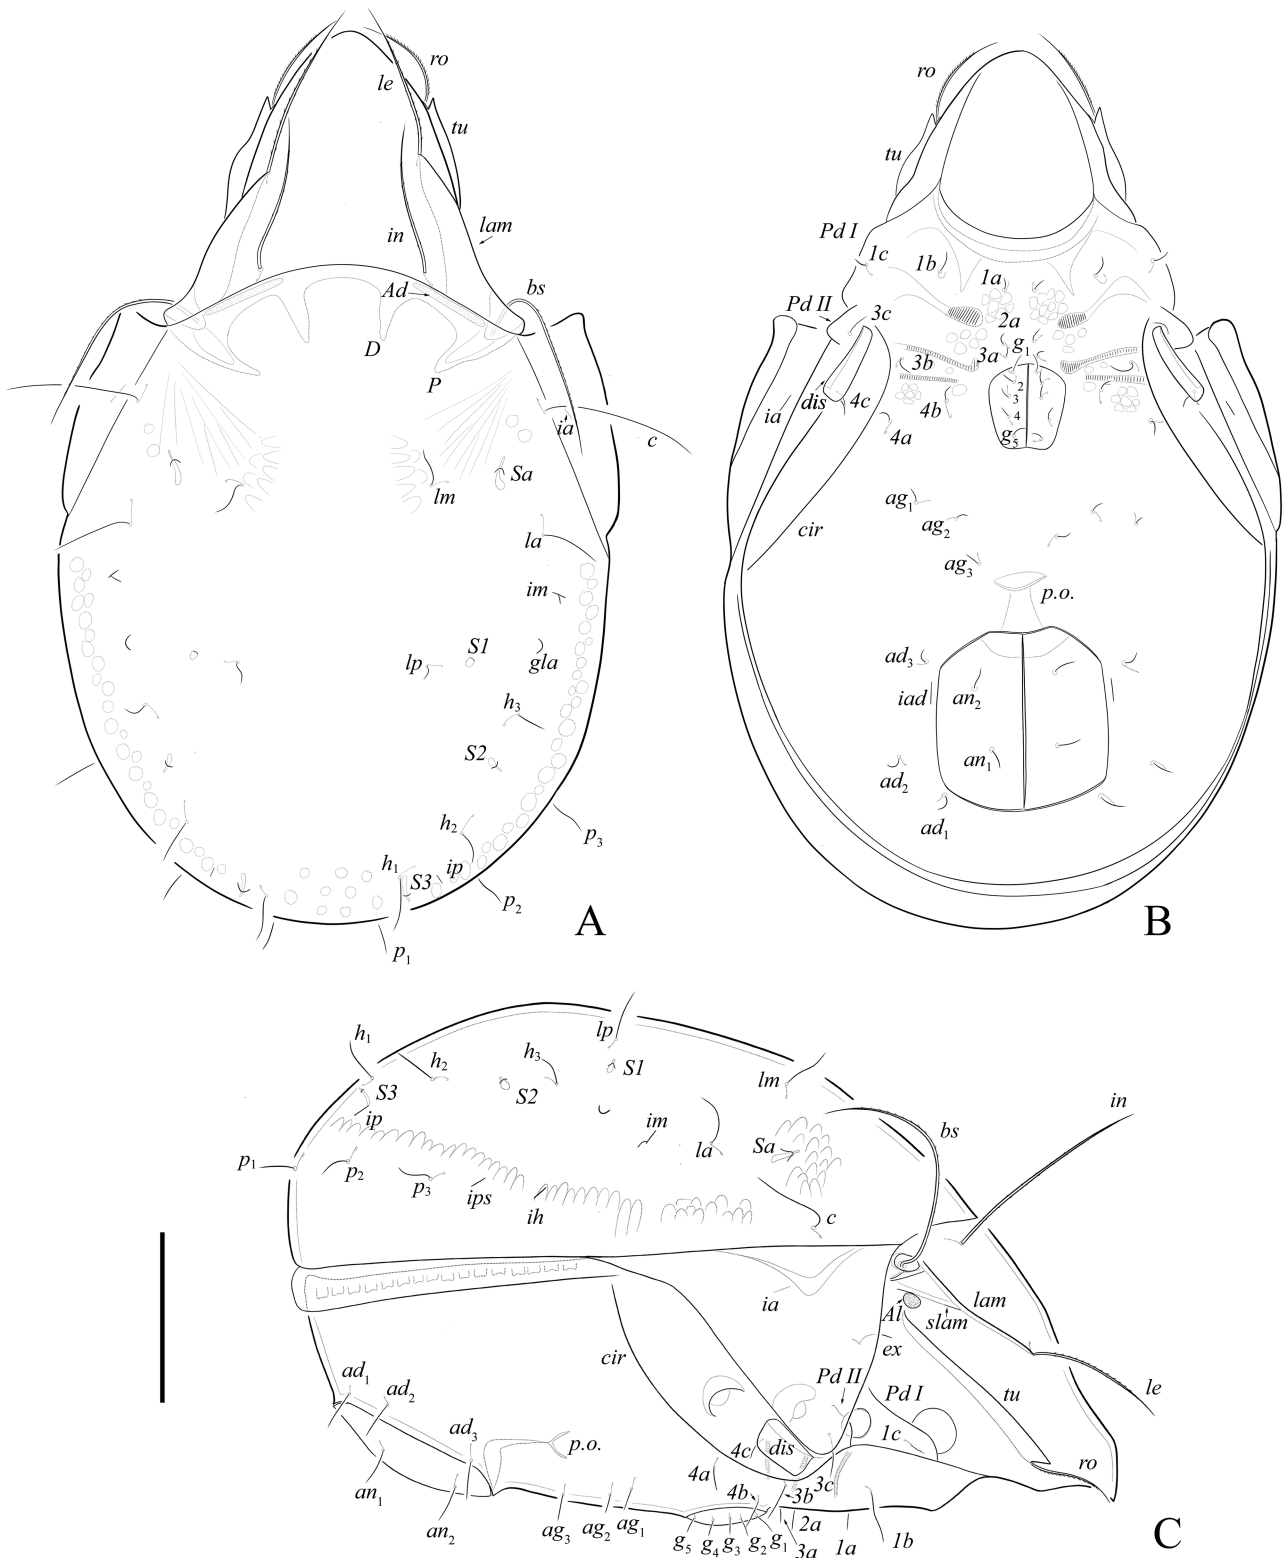 ro
le
tu
lam
in
Ad
bs
D
P
ia
c
Sa
lm
la
im
S1
lp
gla
h3
S2
h2
p3
h1
S3
ip
p2
p1
A
ro
tu
Pd I
1c
1b
1a
Pd II
3c
2a
g1
3a
3b
2
3
4
g5
dis
ia
4c
4b
4a
ag1
ag2
cir
ag3
p.o.
ad3
iad
an2
an1
ad2
ad1
B
h1
lp
h2
h3
S1
lm
S3
S2
in
ip
im
bs
la
Sa
p1
p2
p3
ips
ih
c
ia
lam
Al
slam
cir
ex
Pd II
le
ad1
ad2
Pd I
tu
ad3
1c
p.o.
4c
dis
ro
4a
3c
an1
4b
3b
an2
ag3
ag2
ag1
g5
g4
g3
g2
g1
2a
3a
1a
1b
C